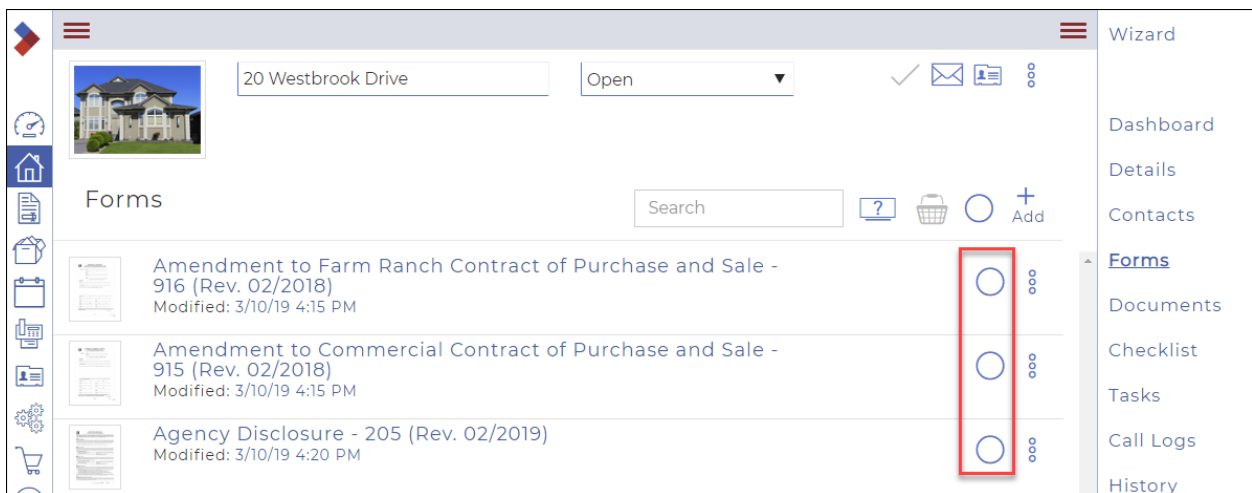 Wizard
20 Westbrook Drive
Open
Dashboard
Details
Forms
Search
?
Add
Contacts
Amendment to Farm Ranch Contract of Purchase and Sale -
916 (Rev. 02/2018)
Modified: 3/10/19 4:15 PM
Forms
Documents
Amendment to Commercial Contract of Purchase and Sale -
915 (Rev. 02/2018)
Modified: 3/10/19 4:15 PM
Checklist
Tasks
Agency Disclosure - 205 (Rev. 02/2019)
Modified: 3/10/19 4:20 PM
Call Logs
History